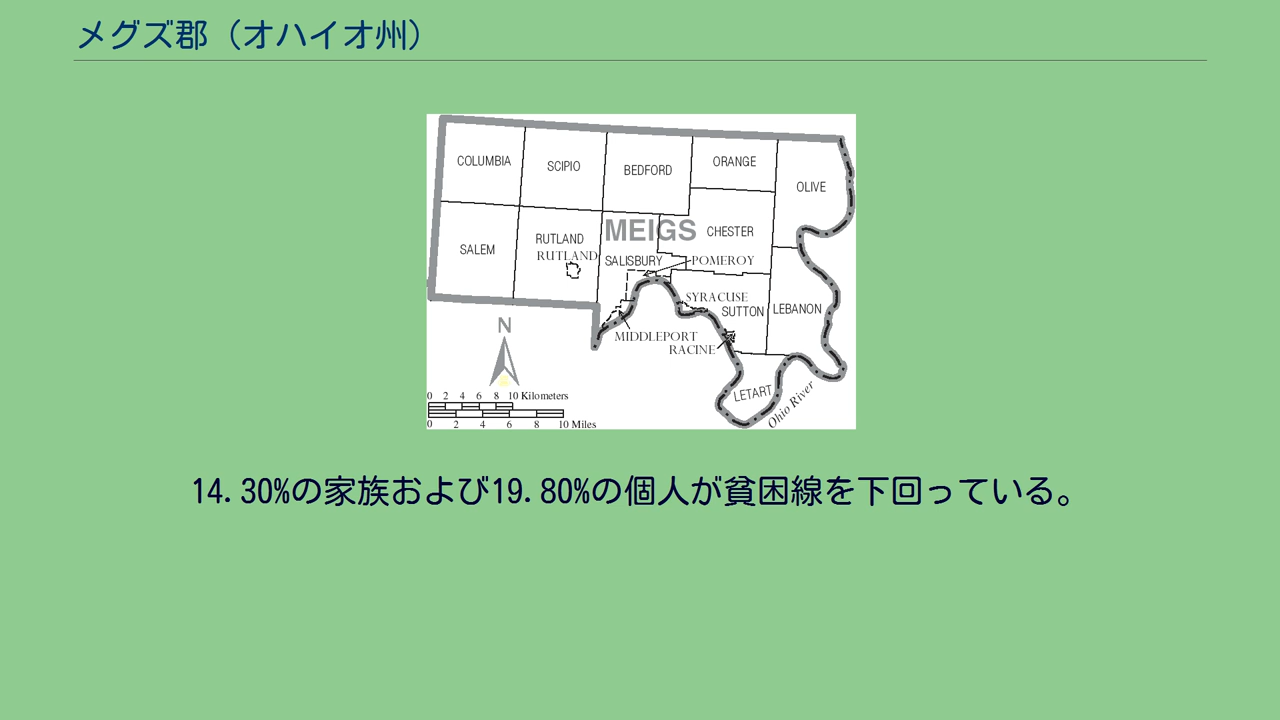 メグズ郡（オハイオ州）
COLUMBIA
SCIPIO
BEDFORD
ORANGE
OLIVE
SALEM
RUTLAND
RUTLAND
MEIGS
CHESTER
SALISBURY
POMEROY
SYRACUSE
SUTTON
LEBANON
MIDDLEPORT
RACINE
LETART
Ohio River
N
0 2 4 6 8 10 Kilometers
0 2 4 6 8 10 Miles
14.30%の家族および19.80%の個人が貧困線を下回っている。